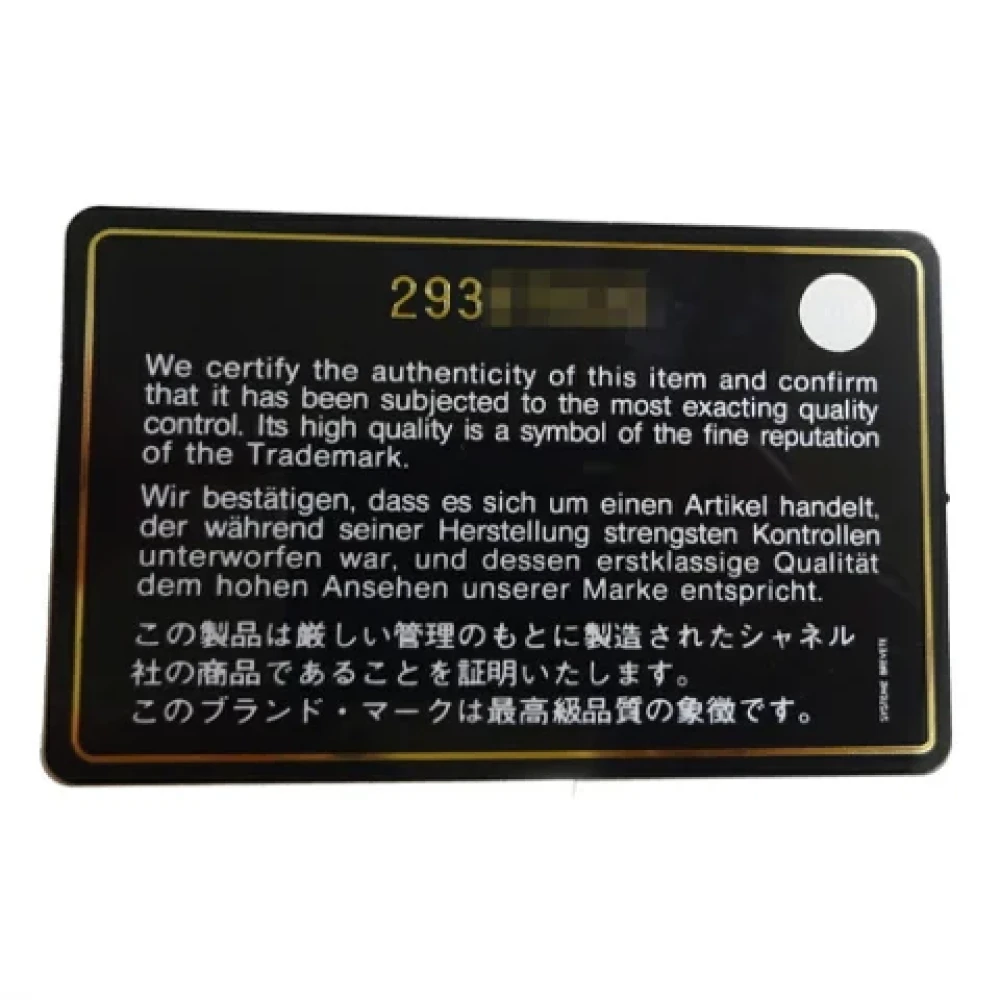 293
We certify the authenticity of this item and confirm
that it has been subjected to the most exacting quality
control. Its high quality is a symbol of the fine reputation
of the Trademark.
Wir bestätigen, dass es sich um einen Artikel handelt,
der während seiner Herstellung strengsten Kontrollen
unterworfen war, und dessen erstklassige Qualität
dem hohen Ansehen unserer Marke entspricht.
この製品は厳しい管理のもとに製造されたシャネル
社の商品であることを証明いたします。
このブランド・マークは最高級品質の象徴です。
SYSTEME BREVETE